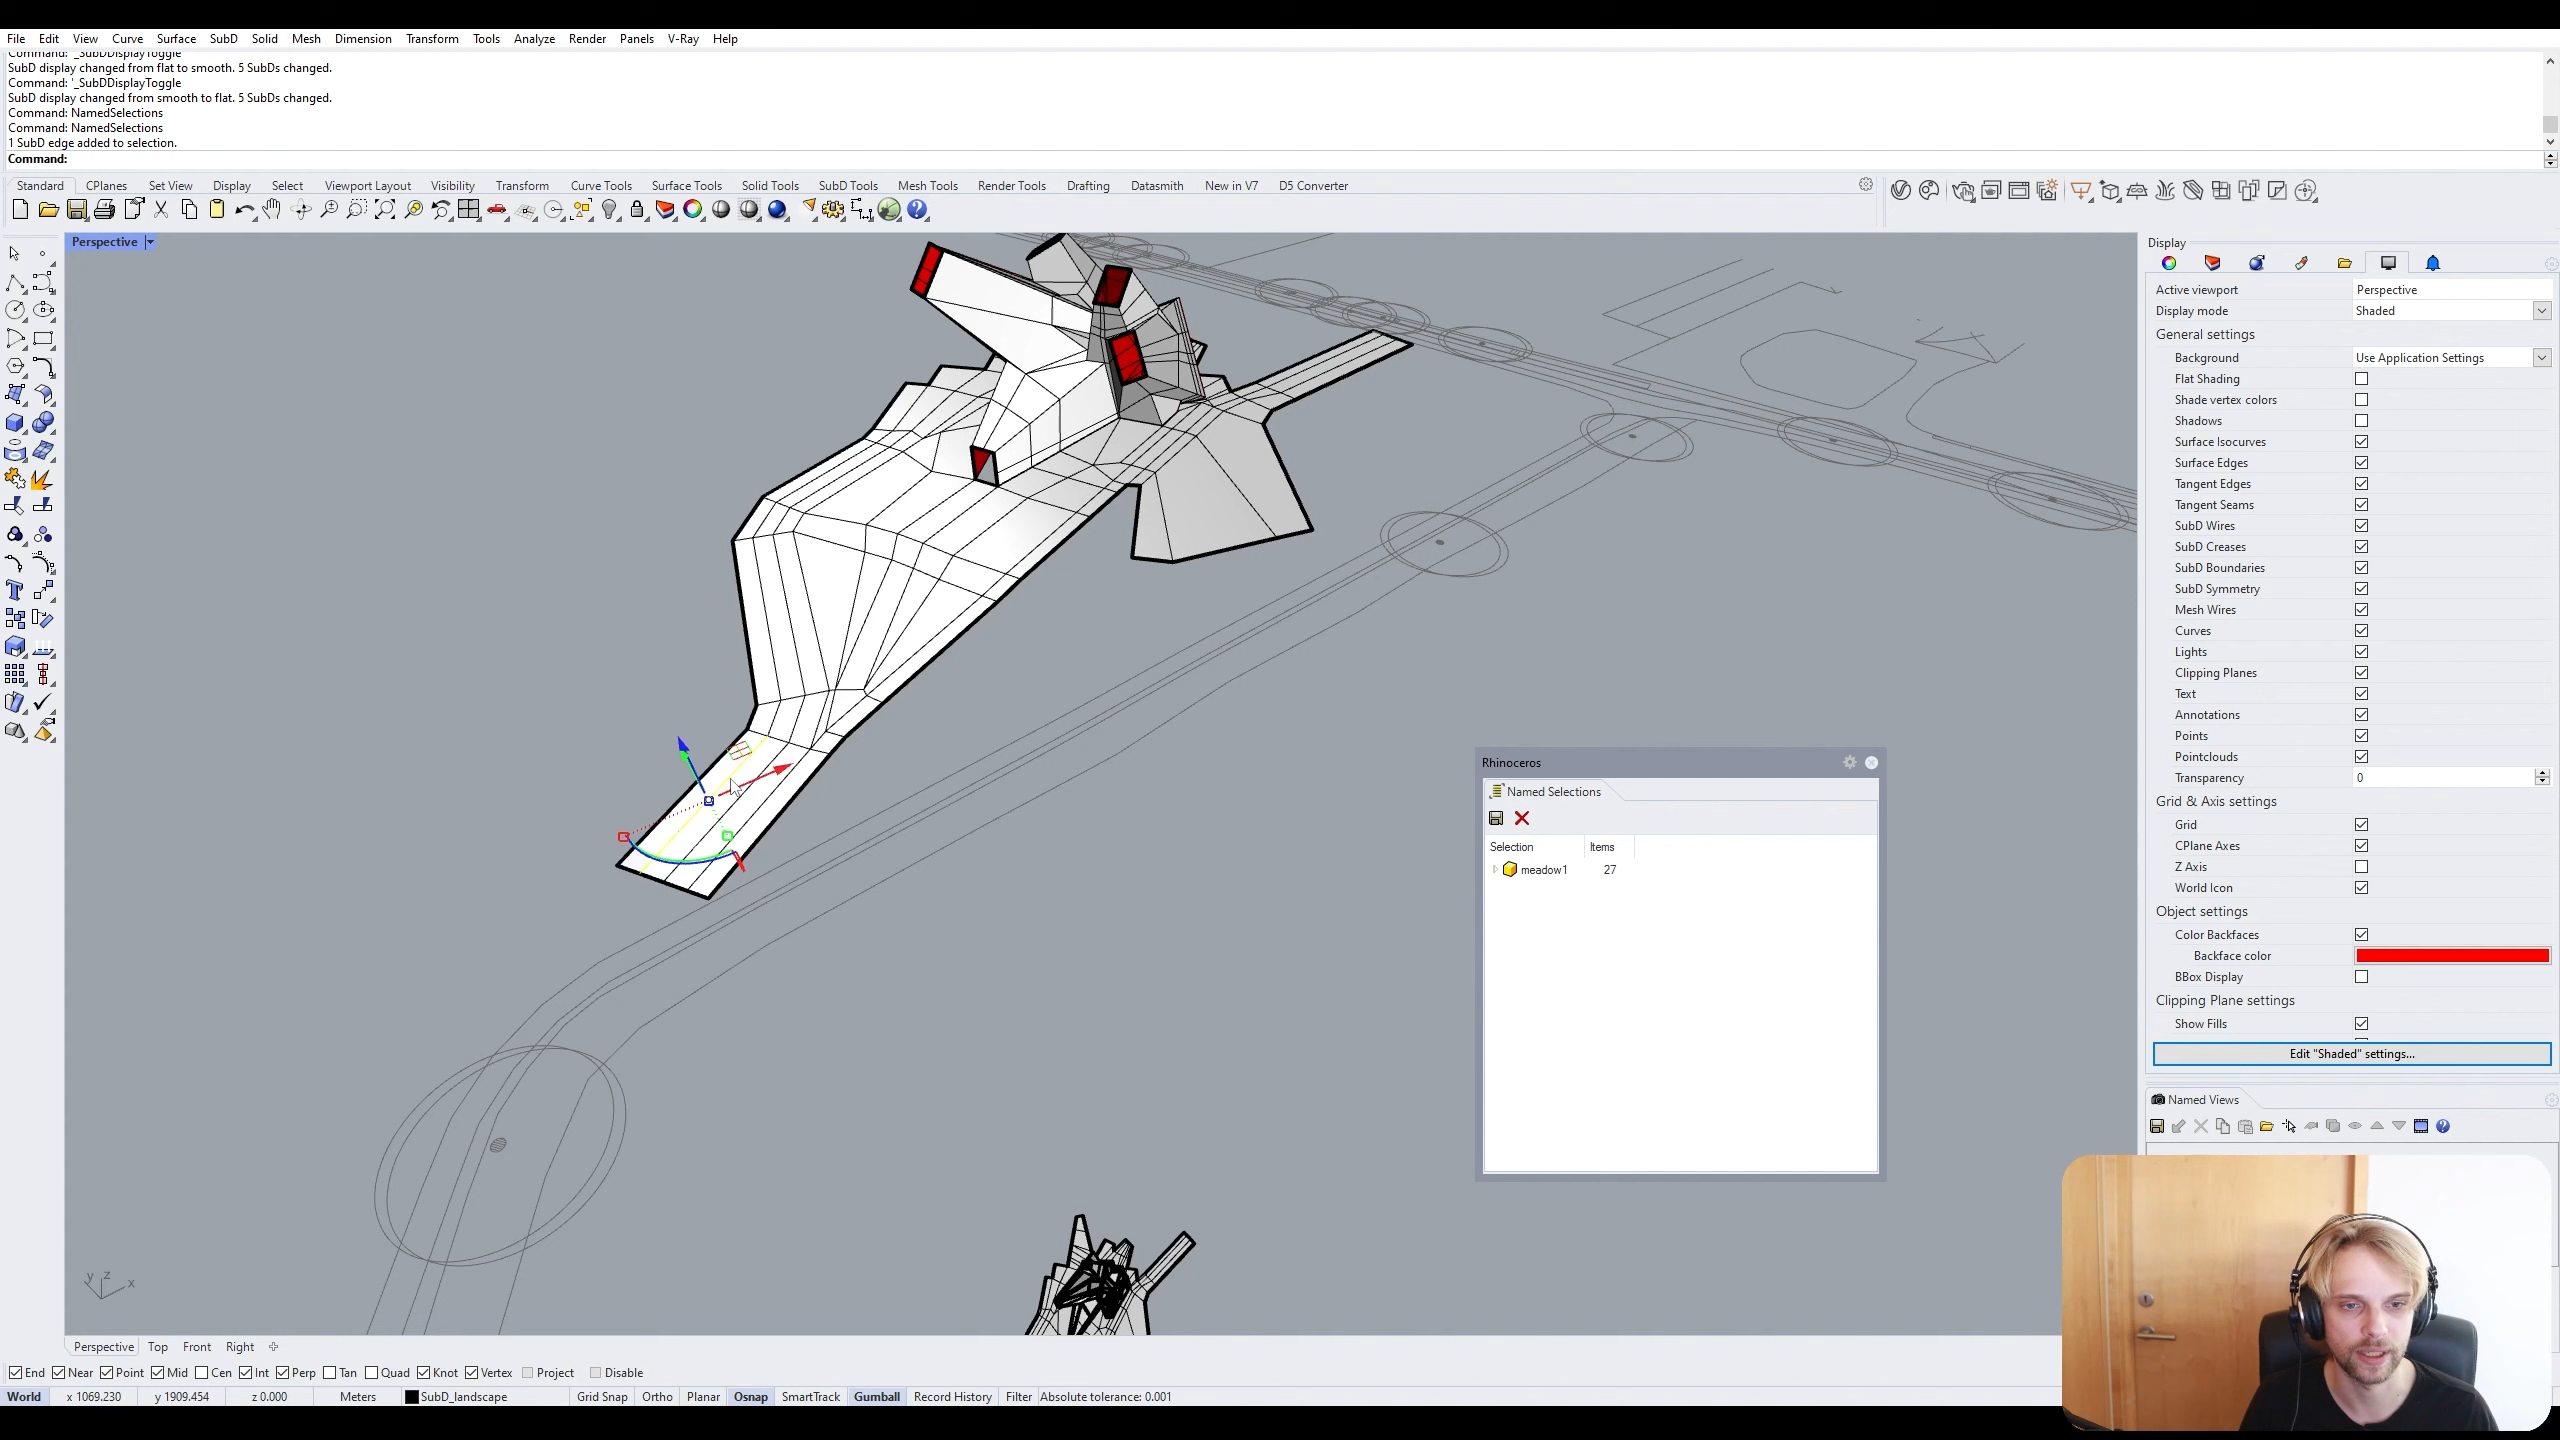 File Edit View Curve Surface SubD Solid Mesh Dimension Transform Tools Analyze Render Panels V-Ray Help
Command: '_SubDDisplayToggle
SubD display changed from flat to smooth. 5 SubDs changed.
Command: '_SubDDisplayToggle
SubD display changed from smooth to flat. 5 SubDs changed.
Command: NamedSelections
Command: NamedSelections
1 SubD edge added to selection.
Command:
Standard CPlanes Set View Display Select Viewport Layout Visibility Transform Curve Tools Surface Tools Solid Tools SubD Tools Mesh Tools Render Tools Drafting Datasmith New in V7 D5 Converter
Perspective
Rhinoceros
Named Selections
Selection Items
meadow1 27
y z x
Display
Active viewport Perspective
Display mode Shaded
General settings
Background Use Application Settings
Flat Shading
Shade vertex colors
Shadows
Surface Isocurves
Surface Edges
Tangent Edges
Tangent Seams
SubD Wires
SubD Creases
SubD Boundaries
SubD Symmetry
Mesh Wires
Curves
Lights
Clipping Planes
Text
Annotations
Points
Pointclouds
Transparency 0
Grid & Axis settings
Grid
CPlane Axes
Z Axis
World Icon
Object settings
Color Backfaces
Backface color
BBox Display
Clipping Plane settings
Show Fills
Edit "Shaded" settings...
Named Views
Perspective Top Front Right
End Near Point Mid Cen Int Perp Tan Quad Knot Vertex Project Disable
World x 1069.230 y 1909.454 z 0.000 Meters SubD_landscape Grid Snap Ortho Planar Osnap SmartTrack Gumball Record History Filter Absolute tolerance: 0.001